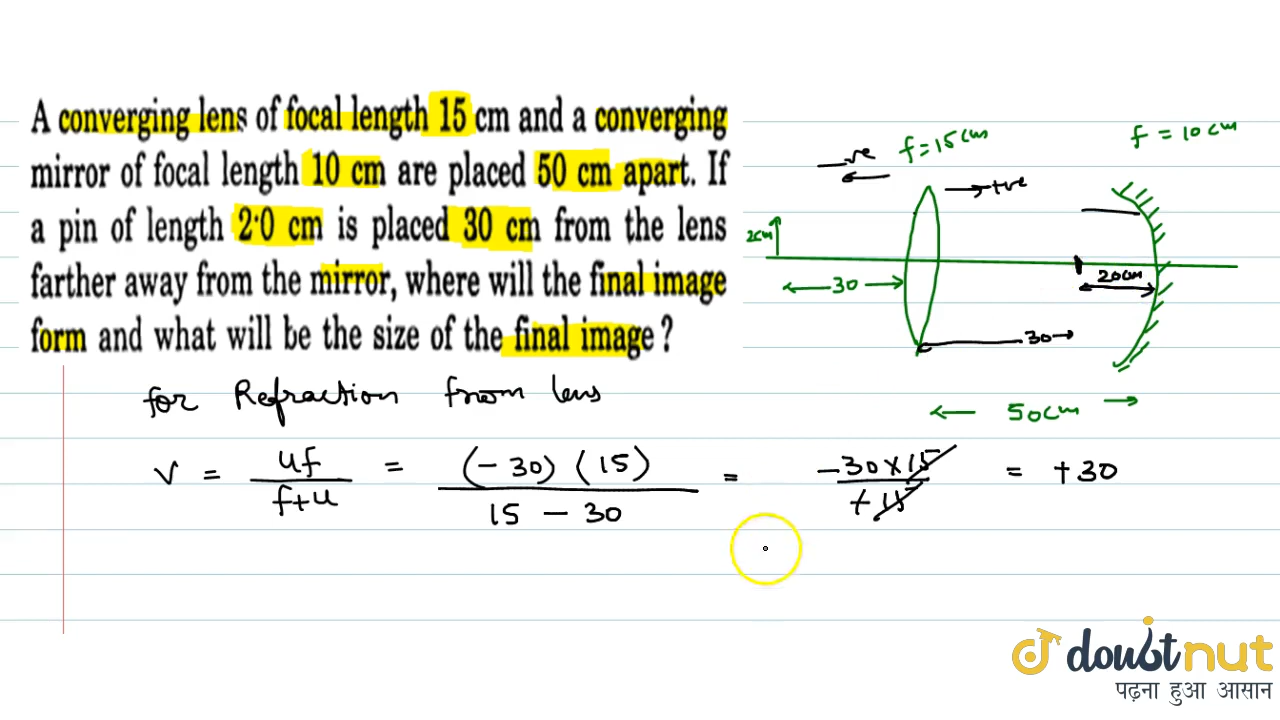 A converging lens of focal length 15 cm and a converging
mirror of focal length 10 cm are placed 50 cm apart. If
a pin of length 2·0 cm is placed 30 cm from the lens
farther away from the mirror, where will the final image
form and what will be the size of the final image ?
-ve
f=15cm
f=10cm
+ve
2cm
30
20cm
30
50cm
for Refraction from lens
v = uf/f+u = (-30)(15)/15 - 30 = -30×15/+15 = +30
doubtnut
पढ़ना हुआ आसान